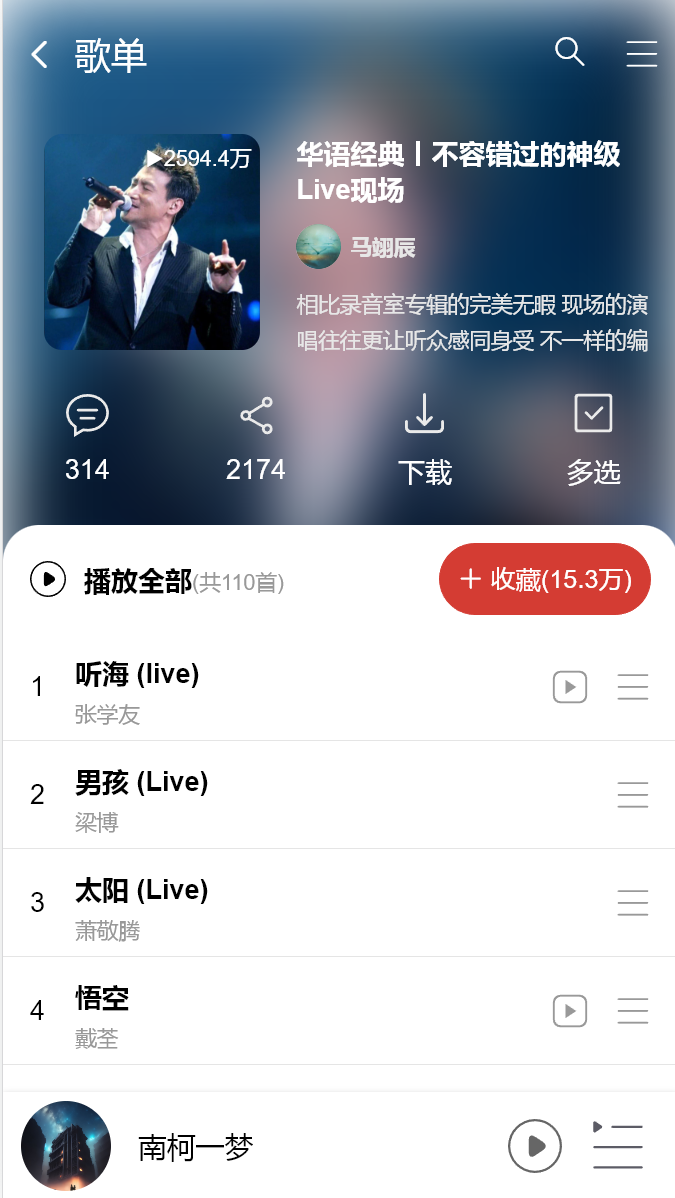 歌单
2594.4万
华语经典丨不容错过的神级
Live现场
马翊辰
相比录音室专辑的完美无暇 现场的演
唱往往更让听众感同身受 不一样的编
314
2174
下载
多选
播放全部(共110首)
+ 收藏(15.3万)
1
听海 (live)
张学友
2
男孩 (Live)
梁博
3
太阳 (Live)
萧敬腾
4
悟空
戴荃
南柯一梦